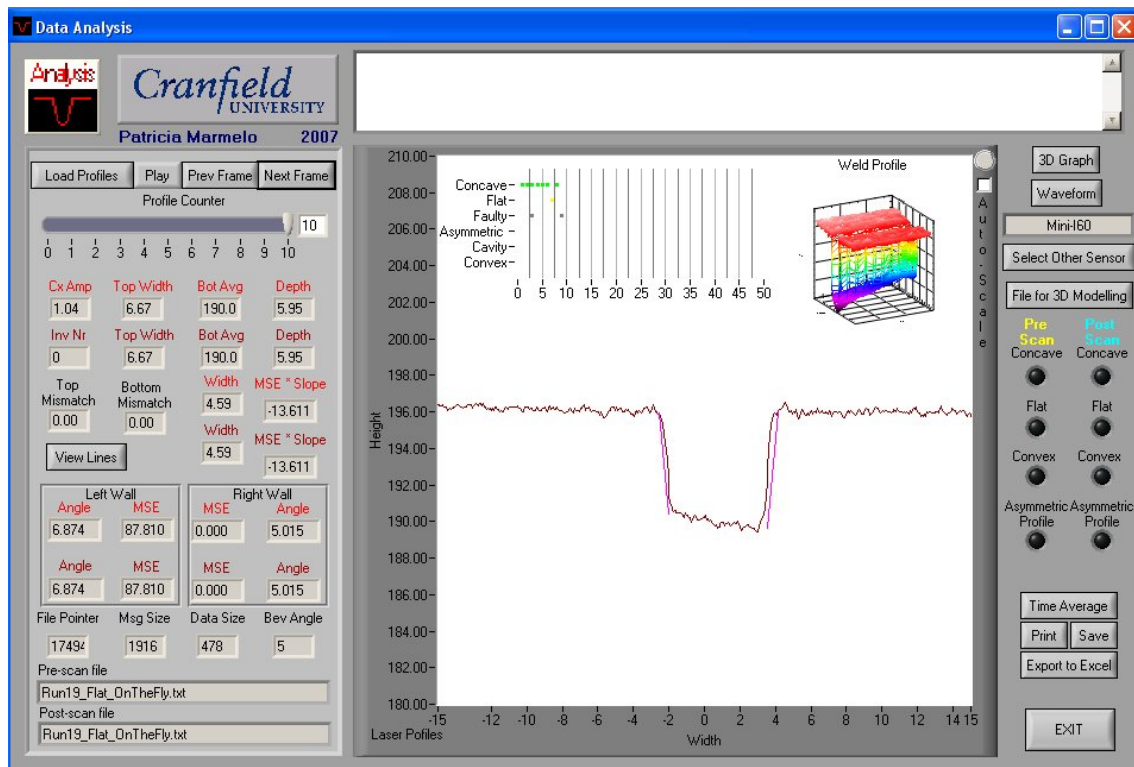 Data Analysis
Analysis
Cranfield
UNIVERSITY
Patricia Marmelo 2007
Load Profiles Play Prev Frame Next Frame
Profile Counter
10
0 1 2 3 4 5 6 7 8 9 10
Cx Amp Top Width Bot Avg Depth
1.04 6.67 190.0 5.95
Inv Nr Top Width Bot Avg Depth
0 6.67 190.0 5.95
Top Mismatch Bottom Mismatch Width MSE * Slope
0.00 0.00 4.59 -13.611
Width MSE * Slope
4.59 -13.611
View Lines
Left Wall Right Wall
Angle MSE MSE Angle
6.874 87.810 0.000 5.015
Angle MSE MSE Angle
6.874 87.810 0.000 5.015
File Pointer Msg Size Data Size Bev Angle
1916 478 5
Pre-scan file
Run19_Flat_OnTheFly.txt
Post-scan file
Run19_Flat_OnTheFly.txt
210.00
208.00
206.00
204.00
202.00
200.00
198.00
196.00
194.00
192.00
190.00
188.00
186.00
184.00
182.00
180.00
Height
Concave
Flat
Faulty
Asymmetric
Cavity
Convex
0 5 10 15 20 25 30 35 40 45 50
Weld Profile
Auto-Scale
-15 -12 -10 -8 -6 -4 -2 0 2 4 6 8 10 12 14 15
Laser Pofiles
Width
3D Graph
Waveform
Mini-I60
Select Other Sensor
File for 3D Modelling
Pre Scan Post Scan
Concave Concave
Flat Flat
Convex Convex
Asymmetric Profile Asymmetric Profile
Time Average
Print Save
Export to Excel
EXIT